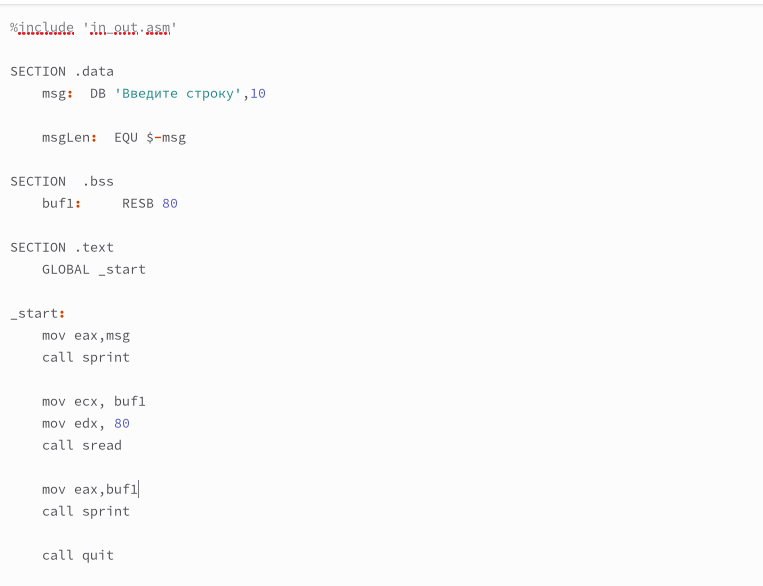 %include 'in_out.asm'
SECTION .data
msg: DB 'Введите строку',10
msgLen: EQU $-msg
SECTION .bss
buf1: RESB 80
SECTION .text
GLOBAL _start
_start:
mov eax,msg
call sprint
mov ecx, buf1
mov edx, 80
call sread
mov eax,buf1
call sprint
call quit